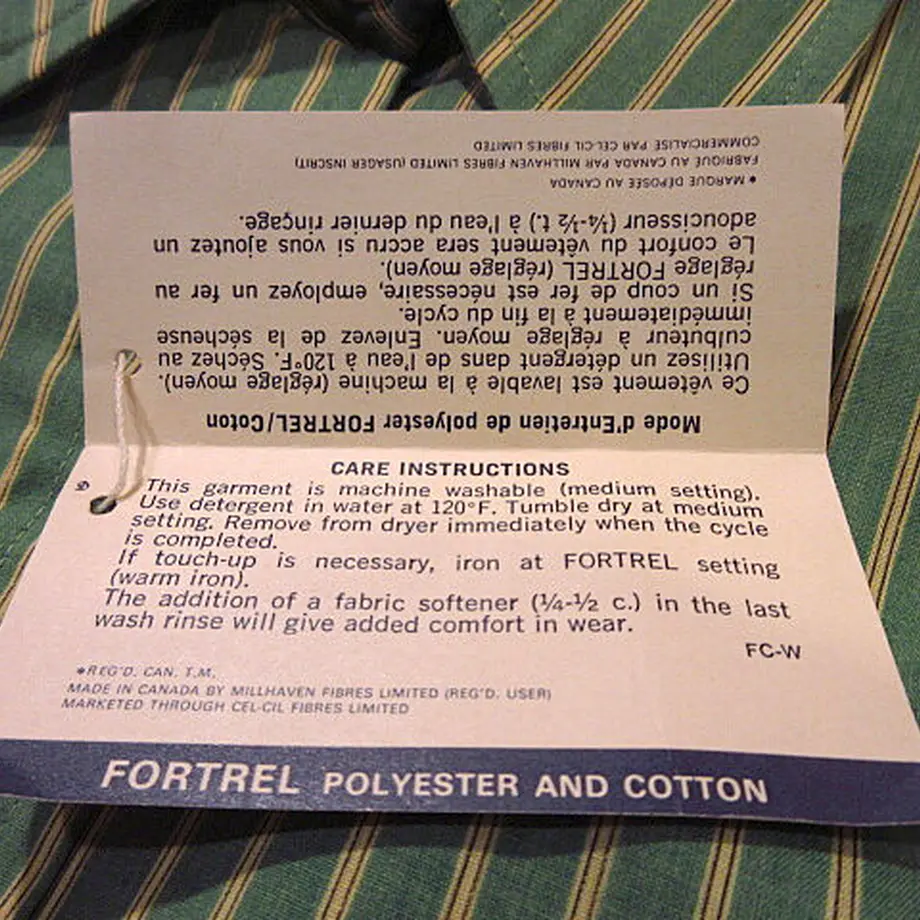 Mode d'Entretien de polyester FORTREL/Coton
Ce vêtement est lavable à la machine (réglage moyen).
Utilisez un détergent dans de l'eau à 120°F. Séchez au
culbuteur à réglage moyen. Enlevez de la sécheuse
immédiatement à la fin du cycle.
Si un coup de fer est nécessaire, employez un fer au
réglage FORTREL (réglage moyen).
Le confort du vêtement sera accru si vous ajoutez un
adoucisseur (¼-½ t.) à l'eau du dernier rinçage.
* MARQUE DÉPOSÉE AU CANADA
FABRIQUÉ AU CANADA PAR MILLHAVEN FIBRES LIMITED (USAGER INSCRIT)
COMMERCIALISÉ PAR CEL-CIL FIBRES LIMITED
CARE INSTRUCTIONS
This garment is machine washable (medium setting).
Use detergent in water at 120°F. Tumble dry at medium
setting. Remove from dryer immediately when the cycle
is completed.
If touch-up is necessary, iron at FORTREL setting
(warm iron).
The addition of a fabric softener (¼-½ c.) in the last
wash rinse will give added comfort in wear.
FC-W
*REG'D. CAN. T.M.
MADE IN CANADA BY MILLHAVEN FIBRES LIMITED (REG'D. USER)
MARKETED THROUGH CEL-CIL FIBRES LIMITED
FORTREL POLYESTER AND COTTON